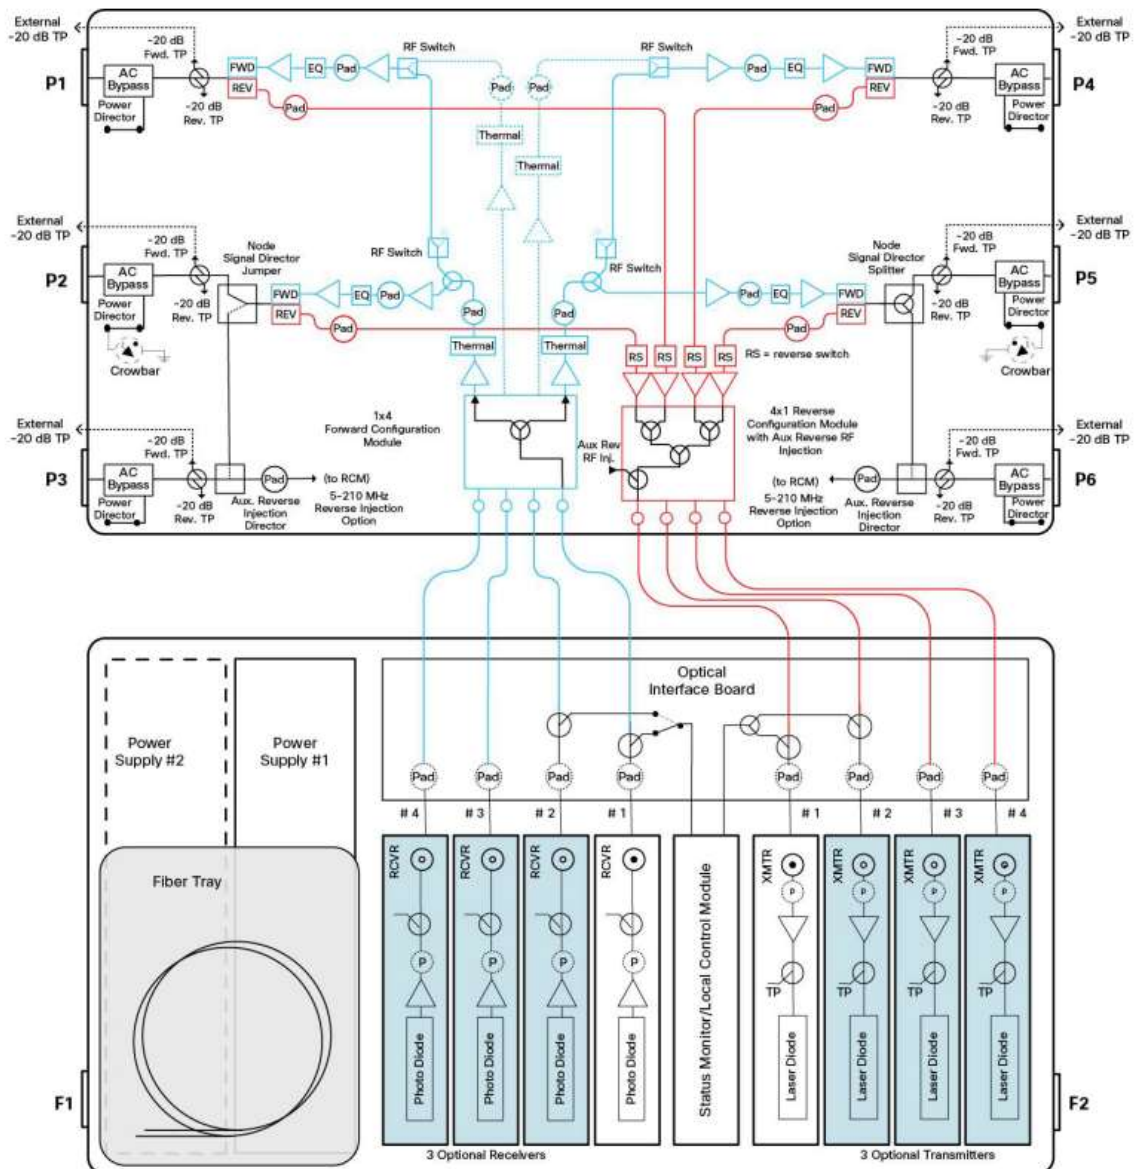 External
-20 dB TP
-20 dB
Fwd. TP
P1
AC
Bypass
Power
Director
-20 dB
Rev. TP
FWD
REV
EQ
Pad
Pad
RF Switch
Pad
Thermal
RF Switch
Pad
Thermal
Pad
EQ
FWD
REV
Pad
-20 dB
Fwd. TP
-20 dB
Rev. TP
External
-20 dB TP
AC
Bypass
Power
Director
P4
External
-20 dB TP
-20 dB
Fwd. TP
P2
AC
Bypass
Power
Director
Crowbar
-20 dB
Rev. TP
Node
Signal Director
Jumper
FWD
REV
EQ
Pad
Pad
RF Switch
Pad
Thermal
RF Switch
Pad
Thermal
Pad
EQ
FWD
REV
Pad
Node
Signal Director
Splitter
-20 dB
Fwd. TP
-20 dB
Rev. TP
External
-20 dB TP
AC
Bypass
Power
Director
P5
Crowbar
RS
RS
RS
RS
RS = reverse switch
1x4
Forward Configuration
Module
4x1 Reverse
Configuration Module
with Aux Reverse RF
Injection
Aux Rev
RF Inj.
External
-20 dB TP
-20 dB
Fwd. TP
P3
AC
Bypass
Power
Director
-20 dB
Rev. TP
Pad
Aux. Reverse
Injection
Director
(to RCM)
5-210 MHz
Reverse Injection
Option
(to RCM)
5-210 MHz
Reverse Injection
Option
Pad
Aux. Reverse
Injection
Director
-20 dB
Fwd. TP
-20 dB
Rev. TP
External
-20 dB TP
AC
Bypass
Power
Director
P6
Power
Supply #2
Power
Supply #1
Optical
Interface Board
Pad
Pad
Pad
Pad
Pad
Pad
Pad
Pad
# 4
# 3
# 2
# 1
# 1
# 2
# 3
# 4
Fiber Tray
RCVR
P
Photo Diode
RCVR
P
Photo Diode
RCVR
P
Photo Diode
RCVR
P
Photo Diode
Status Monitor/Local Control Module
XMTR
P
TP
Laser Diode
XMTR
P
TP
Laser Diode
XMTR
P
TP
Laser Diode
XMTR
P
TP
Laser Diode
F1
F2
3 Optional Receivers
3 Optional Transmitters